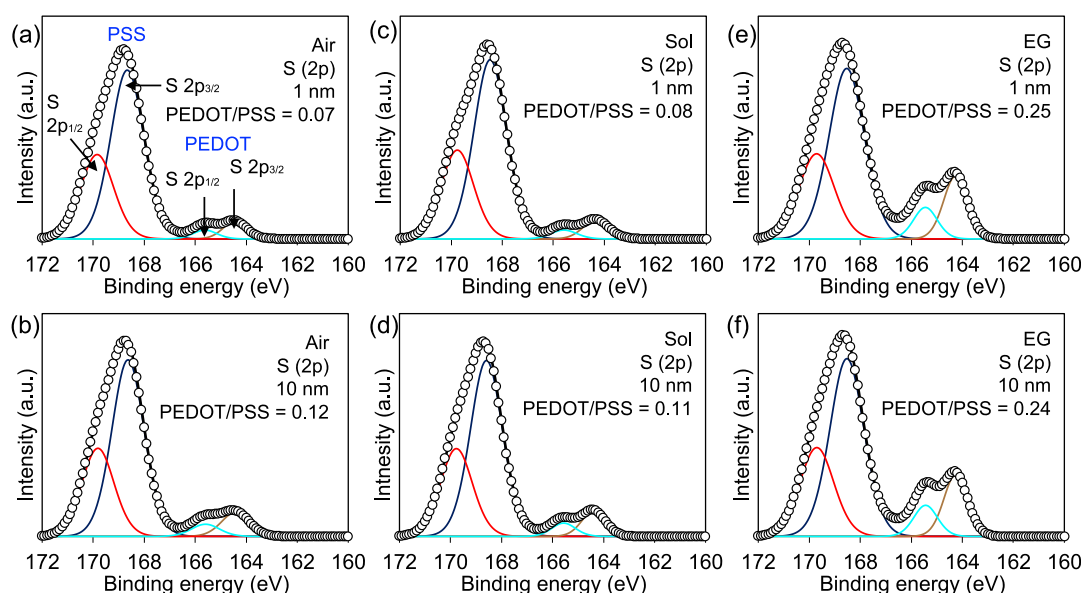 (a)
PSS
Air
S (2p)
1 nm
PEDOT/PSS = 0.07
S 2p3/2
S
2p1/2
PEDOT
S 2p1/2
S 2p3/2
Intensity (a.u.)
172 170 168 166 164 162 160
Binding energy (eV)
(c)
Sol
S (2p)
1 nm
PEDOT/PSS = 0.08
Intensity (a.u.)
172 170 168 166 164 162 160
Binding energy (eV)
(e)
EG
S (2p)
1 nm
PEDOT/PSS = 0.25
Intensity (a.u.)
172 170 168 166 164 162 160
Binding energy (eV)
(b)
Air
S (2p)
10 nm
PEDOT/PSS = 0.12
Intensity (a.u.)
172 170 168 166 164 162 160
Binding energy (eV)
(d)
Sol
S (2p)
10 nm
PEDOT/PSS = 0.11
Intnesity (a.u.)
172 170 168 166 164 162 160
Binding energy (eV)
(f)
EG
S (2p)
10 nm
PEDOT/PSS = 0.24
Intensity (a.u.)
172 170 168 166 164 162 160
Binding energy (eV)